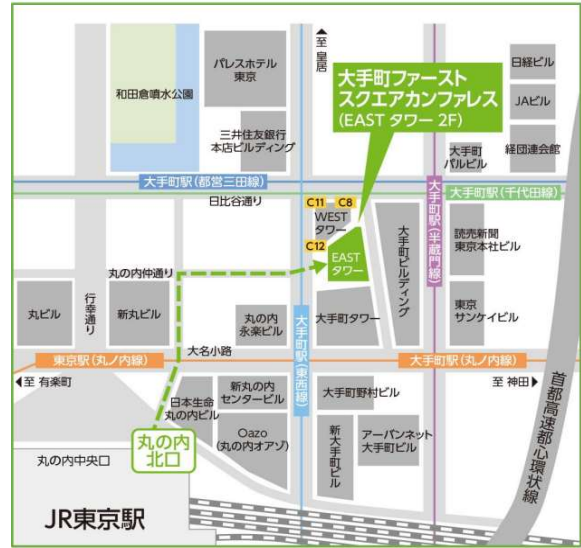 ▲至 皇居
大手町ファースト
スクエアカンファレス
(EAST タワー 2F)
パレスホテル
東京
和田倉噴水公園
三井住友銀行
本店ビルディング
日経ビル
JAビル
経団連会館
大手町
パルビル
大手町駅(都営三田線)
大手町駅(千代田線)
日比谷通り
C11
C8
C12
WEST
タワー
EAST
タワー
大手町ビルディング
大手町駅(半蔵門線)
読売新聞
東京本社ビル
丸の内仲通り
丸ビル
行幸通り
新丸ビル
丸の内
永楽ビル
大手町駅(東西線)
大手町タワー
東京
サンケイビル
大名小路
東京駅(丸ノ内線)
大手町駅(丸ノ内線)
◀至 有楽町
至 神田▶
首都高速都心環状線
日本生命
丸の内ビル
新丸の内
センタービル
大手町野村ビル
丸の内
北口
Oazo
(丸の内オアゾ)
新大手町ビル
アーバンネット
大手町ビル
丸の内中央口
JR東京駅